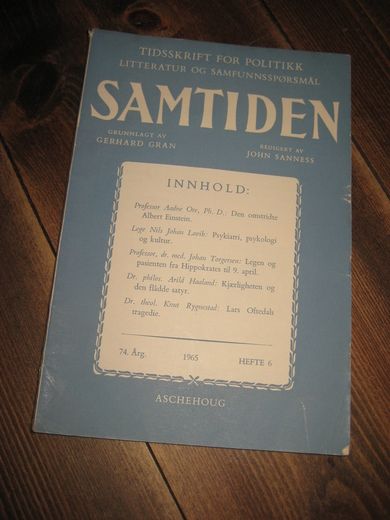 TIDSSKRIFT FOR POLITIKK
LITTERATUR OG SAMFUNNSSPØRSMÅL
SAMTIDEN
GRUNNLAGT AV
GERHARD GRAN
REDIGERT AV
JOHN SANNESS
INNHOLD:
Professor Andre Ore, Ph. D.: Den omstridte
Albert Einstein.
Lege Nils Johan Lavik: Psykiatri, psykologi
og kultur.
Professor, dr. med. Johan Torgersen: Legen og
pasienten fra Hippokrates til 9. april.
Dr. philos. Arild Haaland: Kjærligheten og
den flådde satyr.
Dr. theol. Knut Rygnestad: Lars Oftedals
tragedie.
74. Årg. 1965 HEFTE 6
ASCHEHOUG